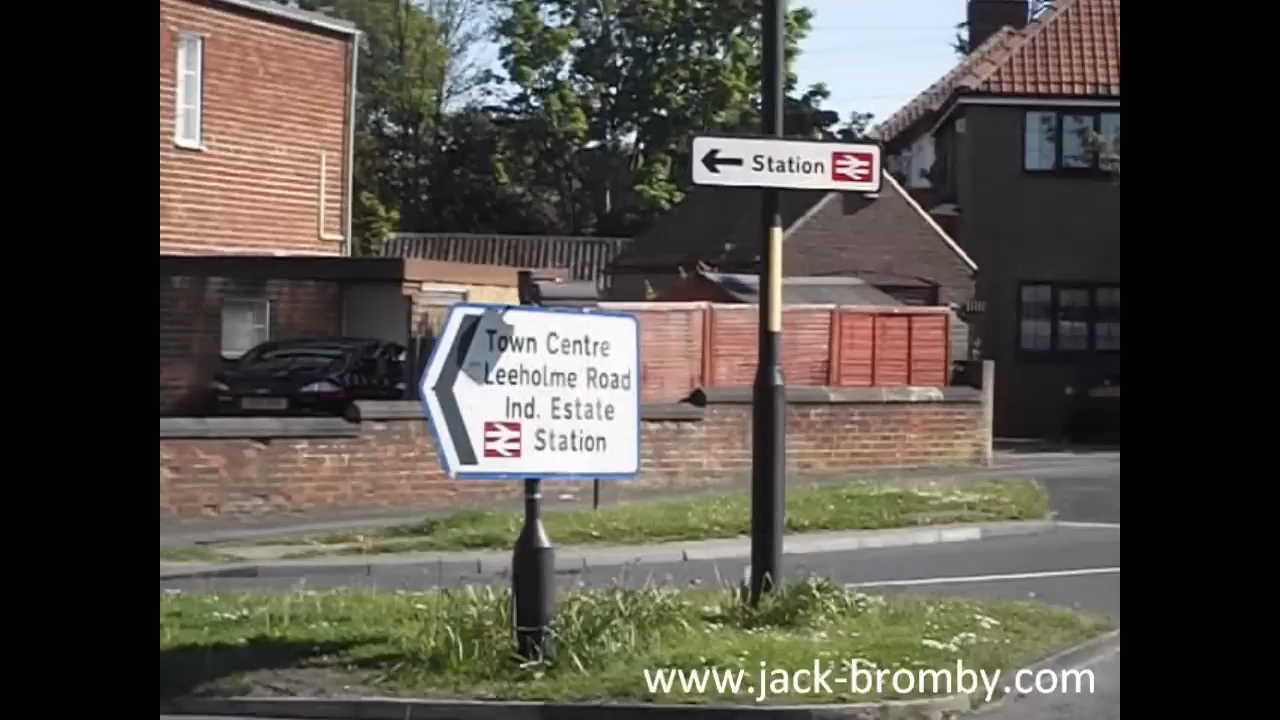 Station
Town Centre
Leeholme Road
Ind. Estate
Station
www.jack-bromby.com